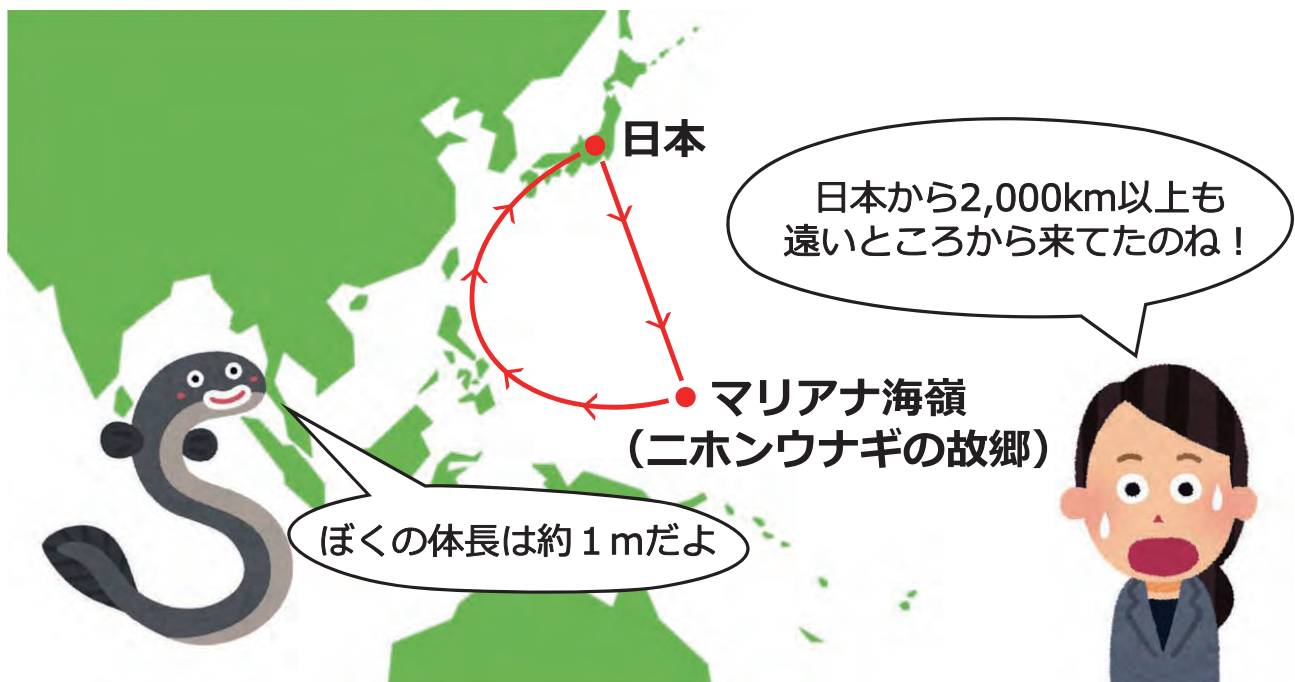 日本
日本から2,000km以上も
遠いところから来てたのね！
マリアナ海嶺
（ニホンウナギの故郷）
ぼくの体長は約１mだよ